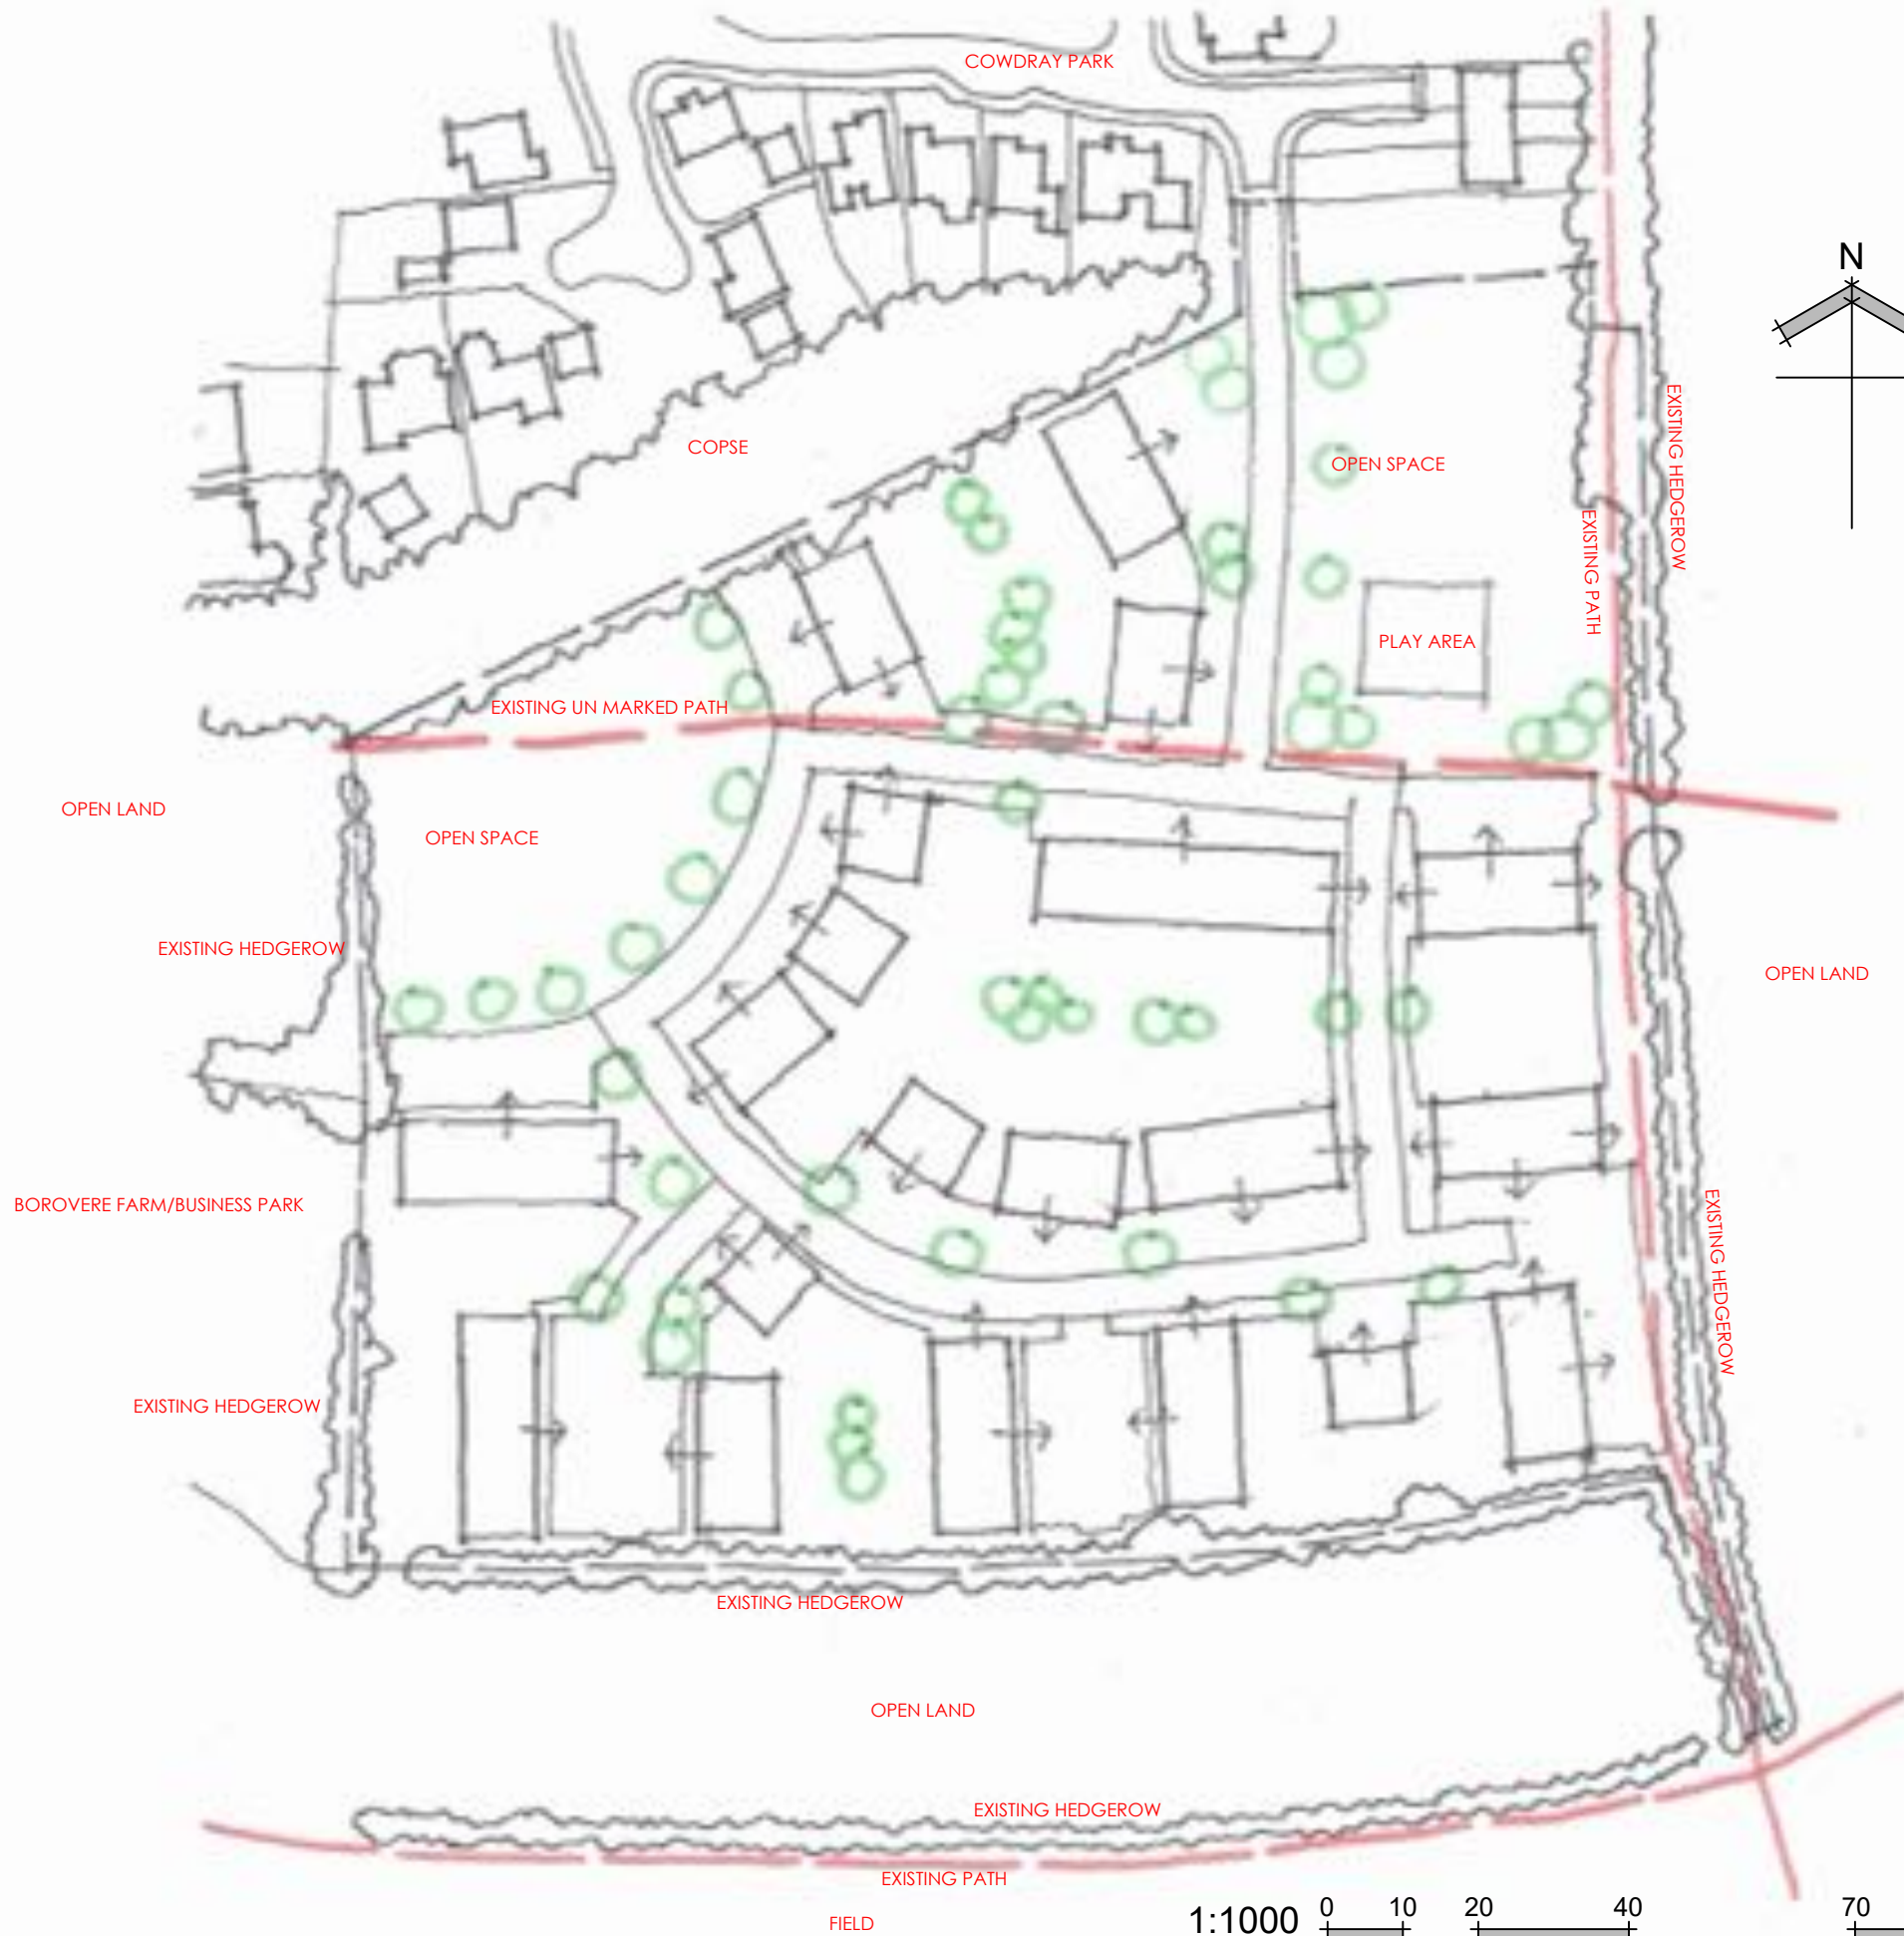 COWDRAY PARK
N
COPSE
OPEN SPACE
EXISTING HEDGEROW
EXISTING PATH
PLAY AREA
EXISTING UN MARKED PATH
OPEN LAND
OPEN SPACE
EXISTING HEDGEROW
OPEN LAND
BOROVERE FARM/BUSINESS PARK
EXISTING HEDGEROW
EXISTING HEDGEROW
EXISTING HEDGEROW
OPEN LAND
EXISTING HEDGEROW
EXISTING PATH
FIELD
1:1000 0 10 20 40 70